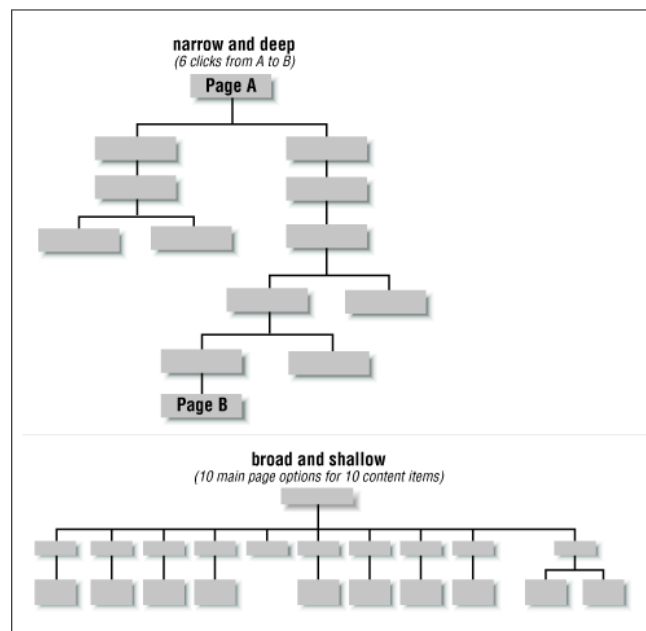 narrow and deep
(6 clicks from A to B)
Page A
Page B
broad and shallow
(10 main page options for 10 content items)